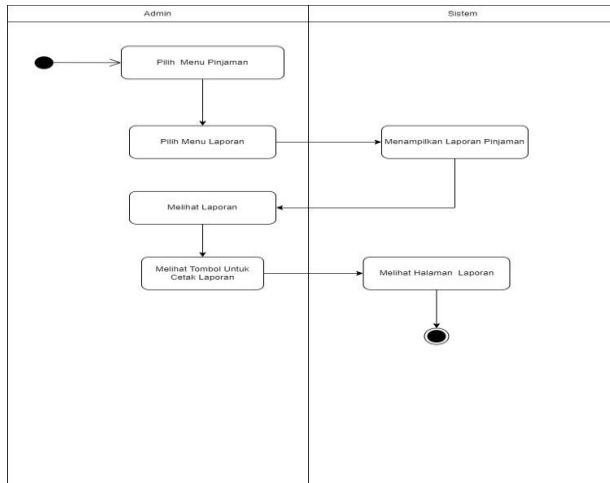 Admin
Sistem
Pilih Menu Pinjaman
Pilih Menu Laporan
Menampilkan Laporan Pinjaman
Melihat Laporan
Melihat Tombol Untuk
Cetak Laporan
Melihat Halaman Laporan